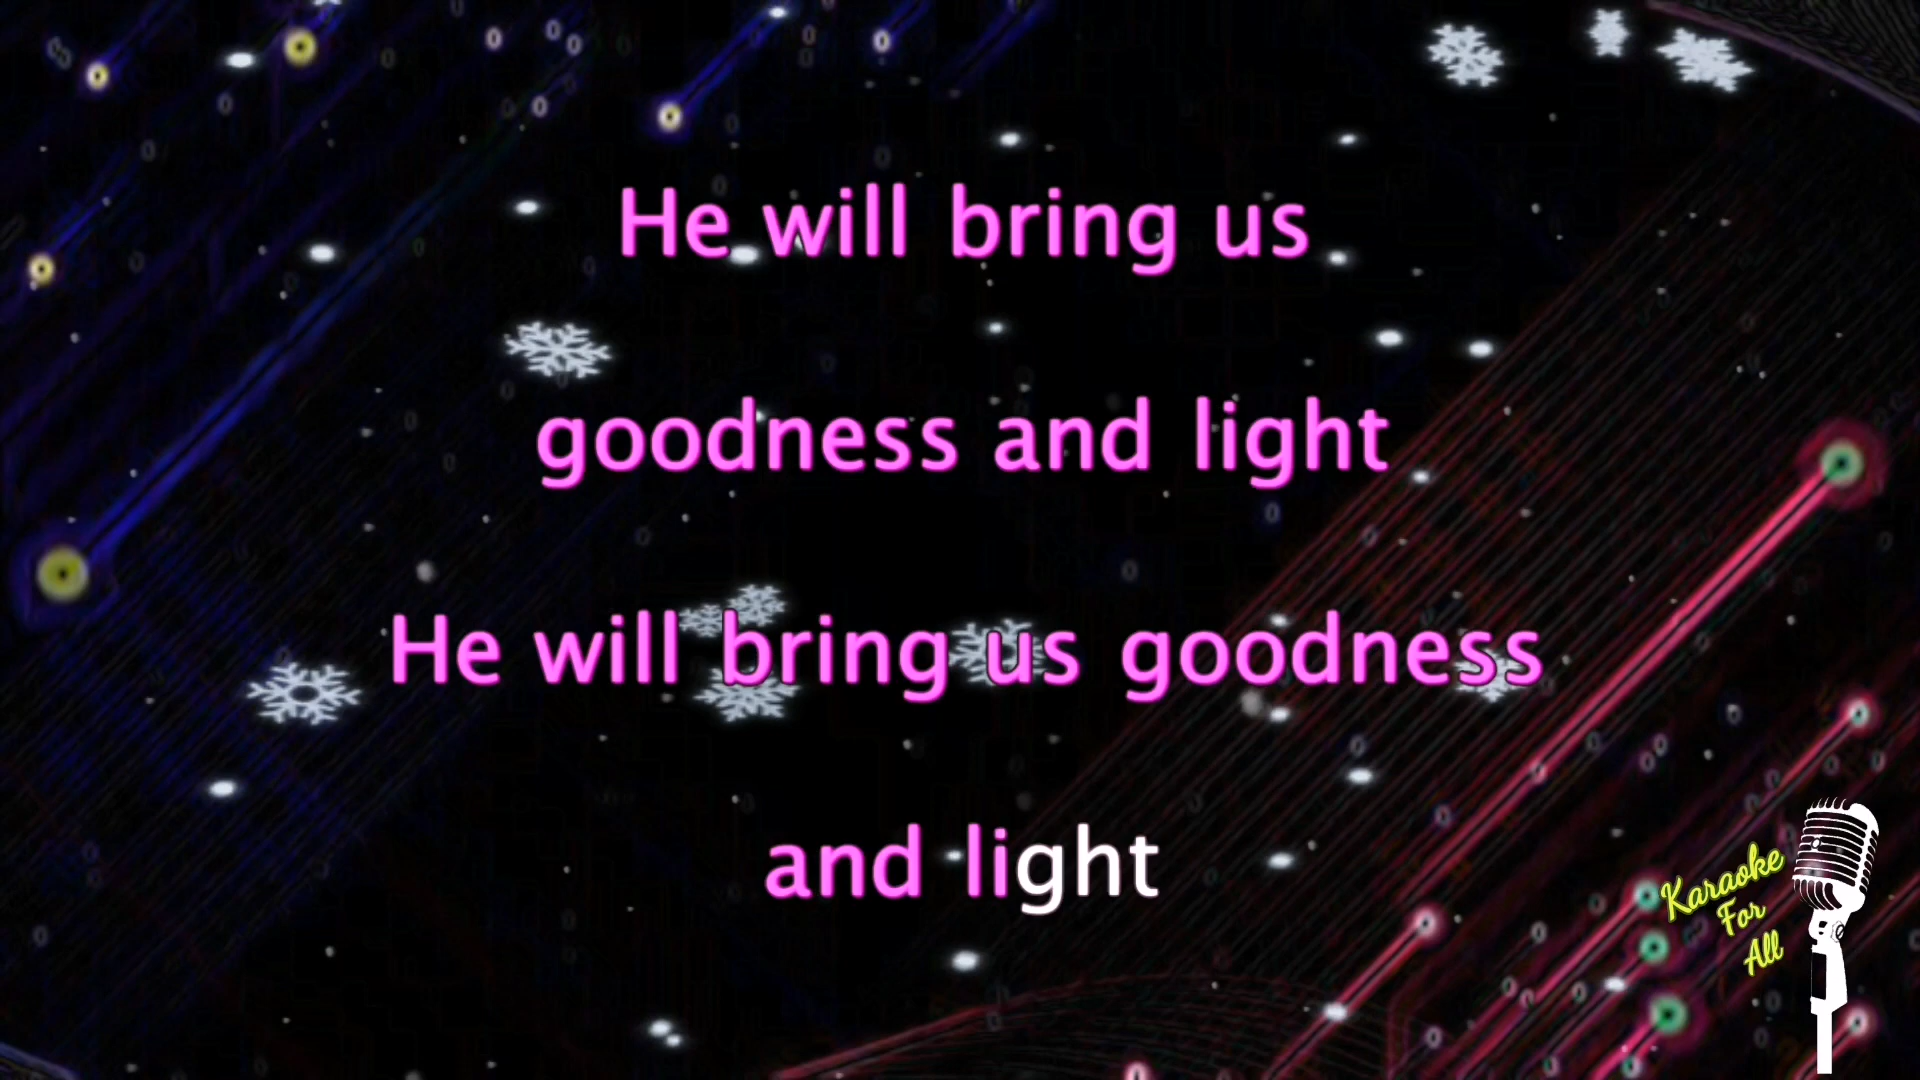 He will bring us
goodness and light
He will bring us goodness
and light
Karaoke
For
All